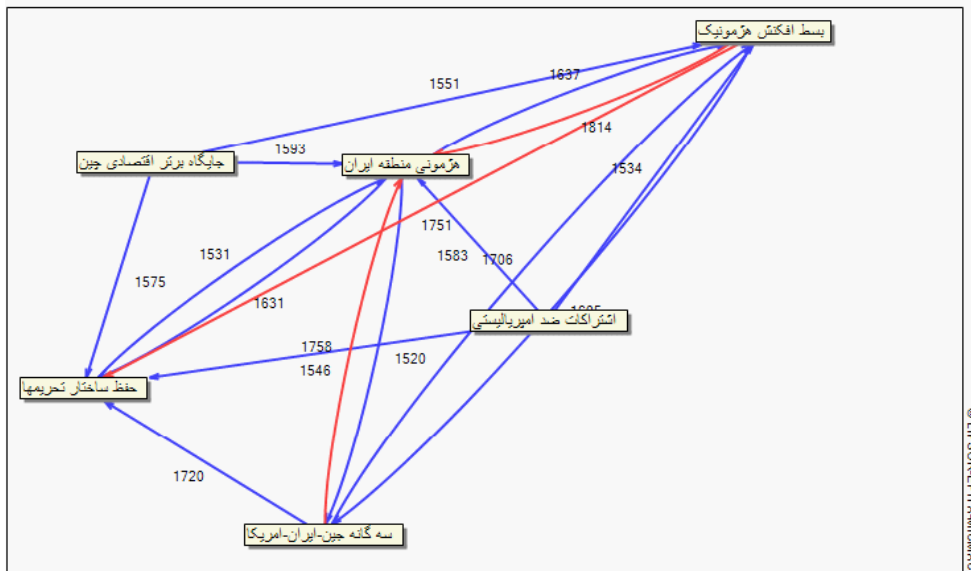 بسط افکنش هژمونیک
1551
1637
1814
1593
جایگاه برتر اقتصادی چین
هژمونی منطقه ایران
1534
1751
1531
1583
1706
1575
1631
اشتراکات ضد امپریالیستی
1758
1520
1546
حفظ ساختار تحریمها
1720
سه گانه چین-ایران-امریکا